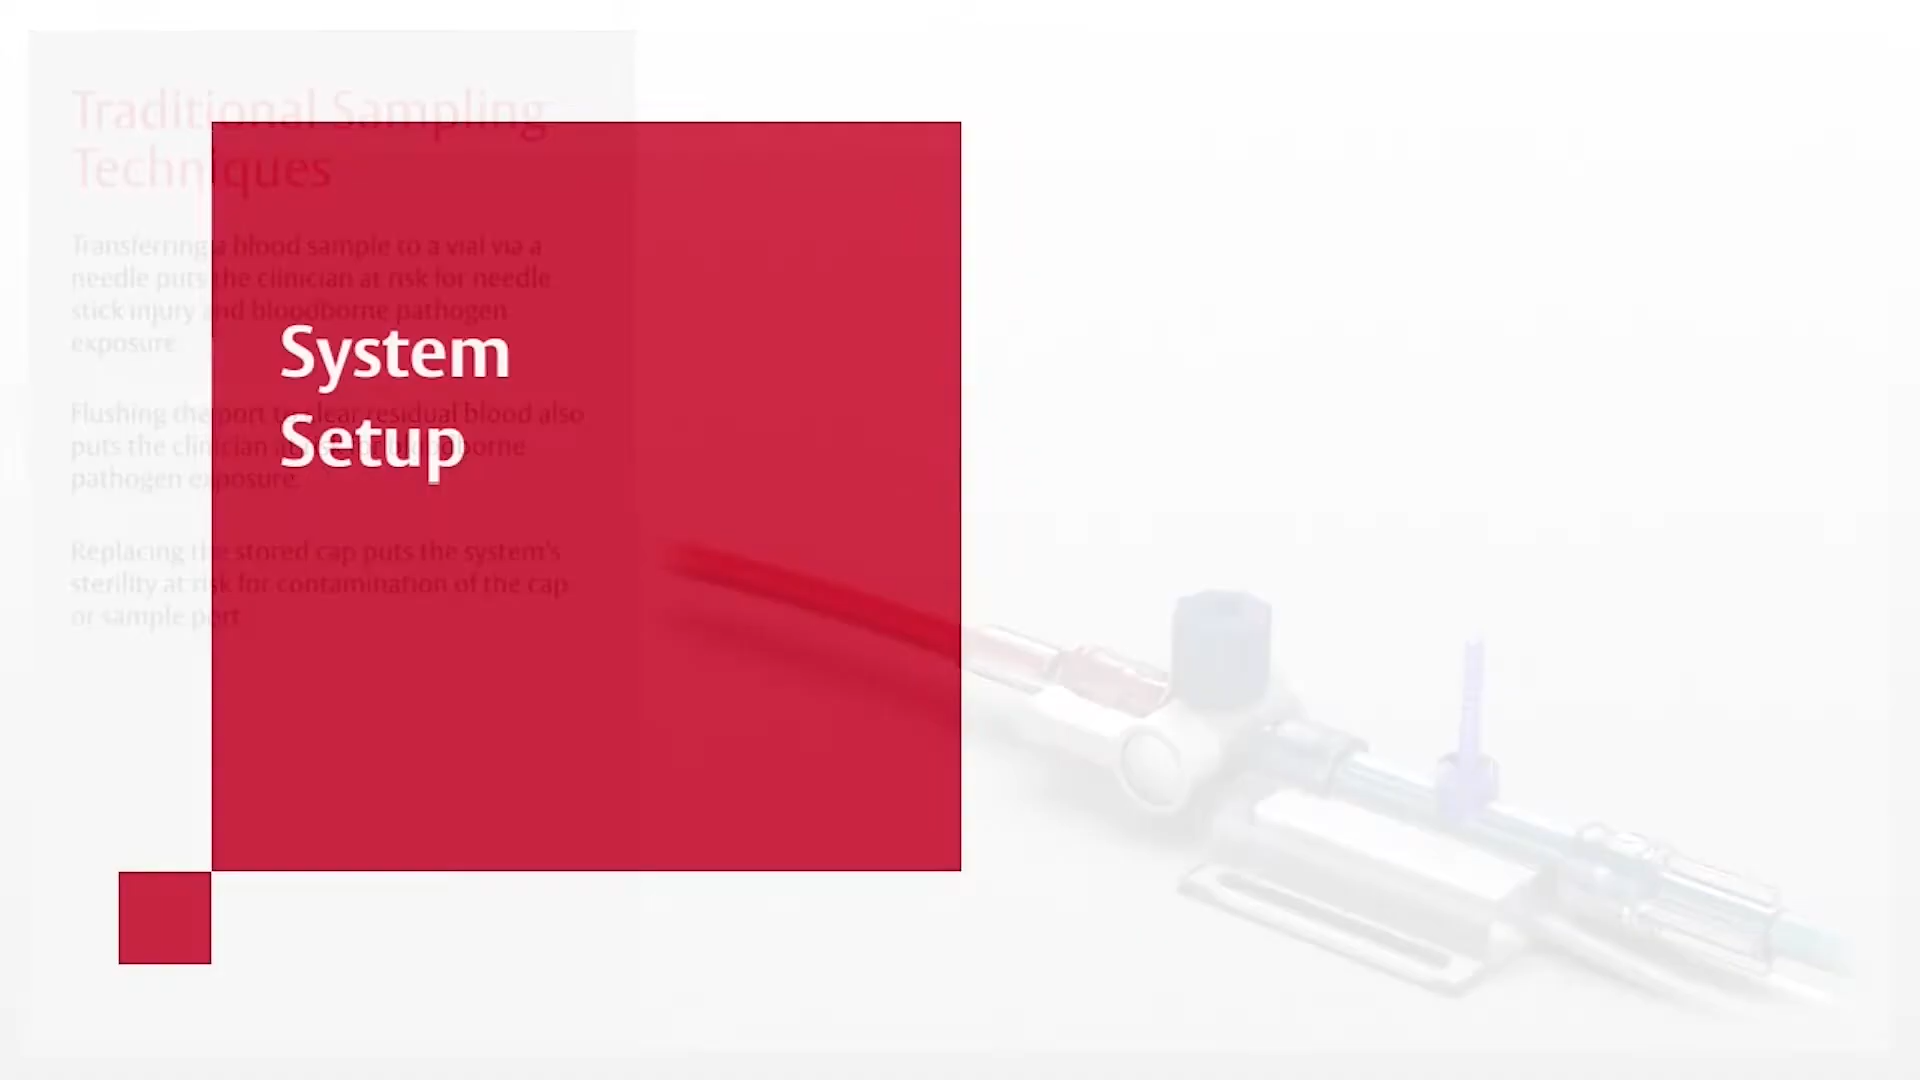 Traditional Sampling
Techniques
Transferring a blood sample to a vial via a
needle puts the clinician at risk for needle
stick injury and bloodborne pathogen
exposure
System
Setup
Flushing the port to clear residual blood also
puts the clinician at risk for bloodborne
pathogen exposure
Replacing the stored cap puts the system's
sterility at risk for contamination of the cap
or sample port